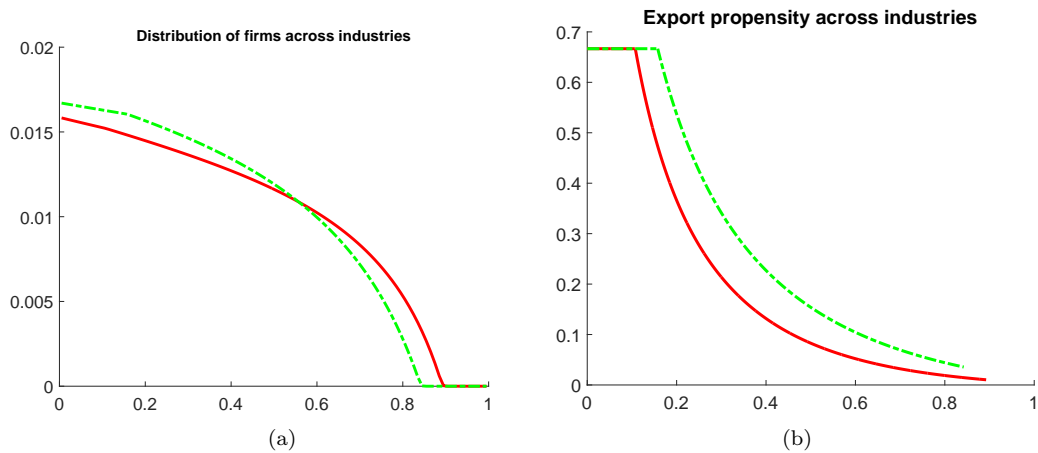 Distribution of firms across industries
0.02
0.015
0.01
0.005
0
0 0.2 0.4 0.6 0.8 1
(a)
Export propensity across industries
0.7
0.6
0.5
0.4
0.3
0.2
0.1
0
0 0.2 0.4 0.6 0.8 1
(b)